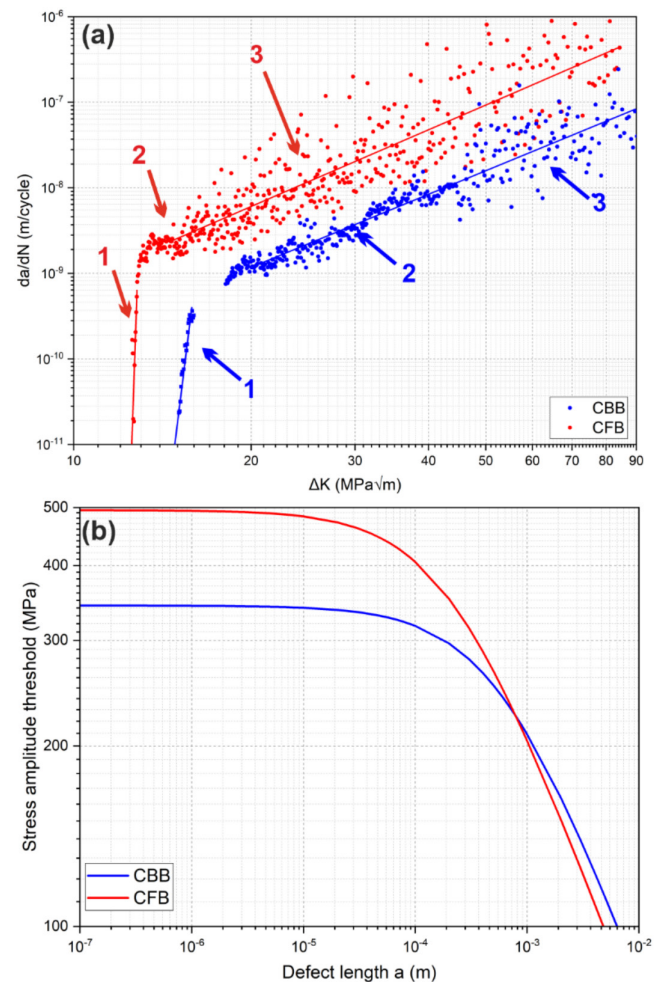 (a)
10^-6
10^-7
10^-8
10^-9
10^-10
10^-11
da/dN (m/cycle)
3
2
1
3
2
1
CBB
CFB
10 20 30 40 50 60 70 80 90
ΔK (MPa√m)
(b)
500
400
300
200
100
Stress amplitude threshold (MPa)
CBB
CFB
10^-7 10^-6 10^-5 10^-4 10^-3 10^-2
Defect length a (m)